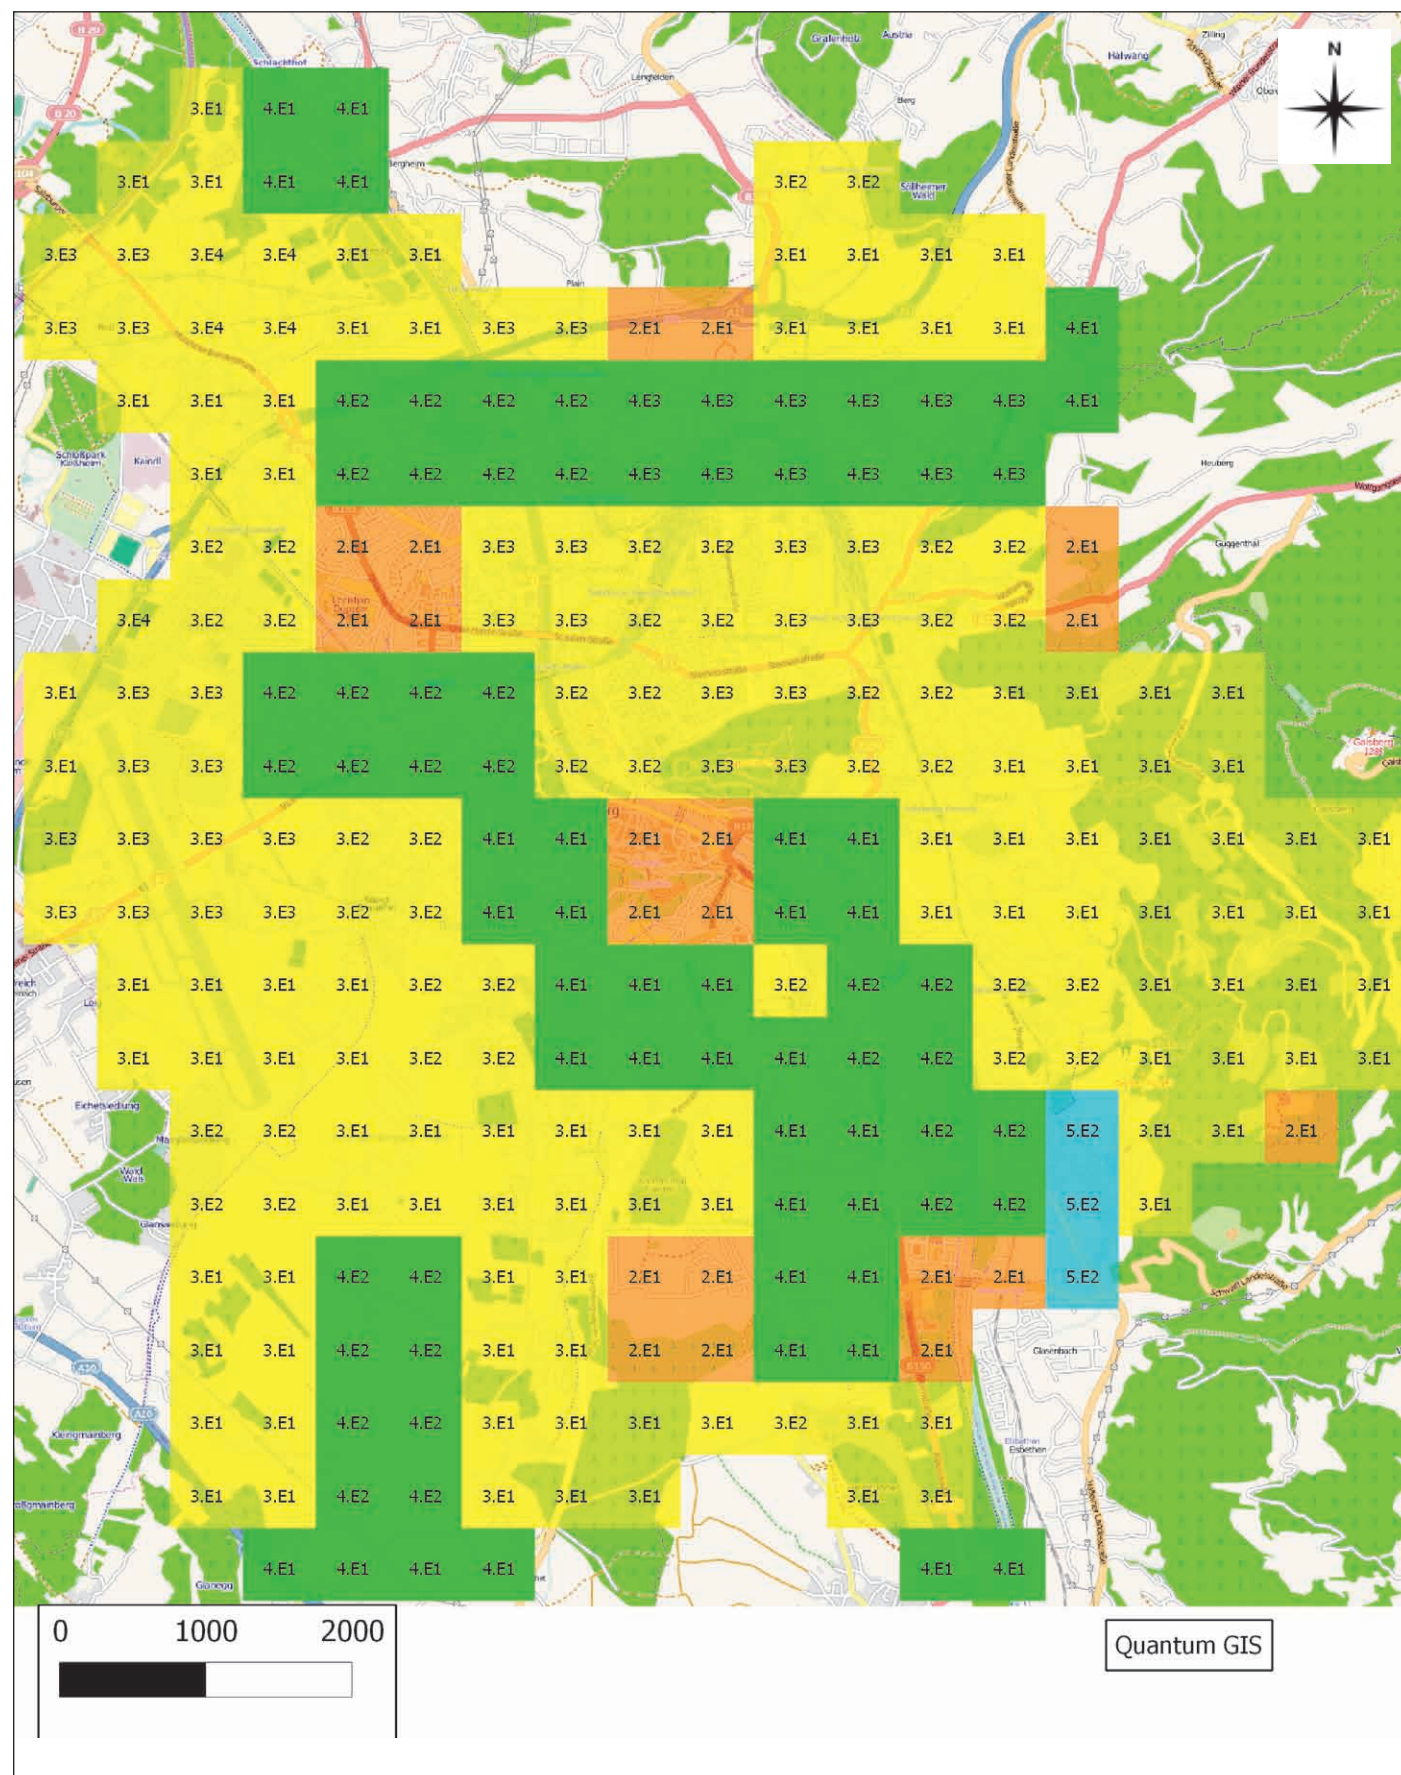 B 20
Schlachthof
Grafenholz
Austria
Zilling
Lengfelden
Halwang
N
B 20
3.E1 4.E1 4.E1
Berg
Bergheim
3.E1 3.E1 4.E1 4.E1 3.E2 3.E2
Söllheimer
Wald
3.E3 3.E3 3.E4 3.E4 3.E1 3.E1 3.E1 3.E1 3.E1 3.E1
Plain
3.E3 3.E3 3.E4 3.E4 3.E1 3.E1 3.E3 3.E3 2.E1 2.E1 3.E1 3.E1 3.E1 3.E1 4.E1
3.E1 3.E1 3.E1 4.E2 4.E2 4.E2 4.E2 4.E3 4.E3 4.E3 4.E3 4.E3 4.E3 4.E1
Schloßpark
Kleßheim
Kaindl
Heuberg
3.E1 3.E1 4.E2 4.E2 4.E2 4.E2 4.E3 4.E3 4.E3 4.E3 4.E3 4.E3
3.E2 3.E2 2.E1 2.E1 3.E3 3.E3 3.E2 3.E2 3.E3 3.E3 3.E2 3.E2 2.E1
Guggenthal
3.E4 3.E2 3.E2 2.E1 2.E1 3.E3 3.E3 3.E2 3.E2 3.E3 3.E3 3.E2 3.E2 2.E1
3.E1 3.E3 3.E3 4.E2 4.E2 4.E2 4.E2 3.E2 3.E2 3.E3 3.E3 3.E2 3.E2 3.E1 3.E1 3.E1 3.E1
Gaisberg
3.E1 3.E3 3.E3 4.E2 4.E2 4.E2 4.E2 3.E2 3.E2 3.E3 3.E3 3.E2 3.E2 3.E1 3.E1 3.E1 3.E1
3.E3 3.E3 3.E3 3.E3 3.E2 3.E2 4.E1 4.E1 2.E1 2.E1 4.E1 4.E1 3.E1 3.E1 3.E1 3.E1 3.E1 3.E1 3.E1
3.E3 3.E3 3.E3 3.E3 3.E2 3.E2 4.E1 4.E1 2.E1 2.E1 4.E1 4.E1 3.E1 3.E1 3.E1 3.E1 3.E1 3.E1 3.E1
3.E1 3.E1 3.E1 3.E1 3.E2 3.E2 4.E1 4.E1 4.E1 3.E2 4.E2 4.E2 3.E2 3.E2 3.E1 3.E1 3.E1 3.E1
3.E1 3.E1 3.E1 3.E1 3.E2 3.E2 4.E1 4.E1 4.E1 4.E1 4.E2 4.E2 3.E2 3.E2 3.E1 3.E1 3.E1 3.E1
Eichetsiedlung
3.E2 3.E2 3.E1 3.E1 3.E1 3.E1 3.E1 3.E1 4.E1 4.E1 4.E2 4.E2 5.E2 3.E1 3.E1 2.E1
Wald
Wals
3.E2 3.E2 3.E1 3.E1 3.E1 3.E1 3.E1 3.E1 4.E1 4.E1 4.E2 4.E2 5.E2 3.E1
3.E1 3.E1 4.E2 4.E2 3.E1 3.E1 2.E1 2.E1 4.E1 4.E1 2.E1 2.E1 5.E2
3.E1 3.E1 4.E2 4.E2 3.E1 3.E1 2.E1 2.E1 4.E1 4.E1 2.E1
Glasenbach
A10
A10
3.E1 3.E1 4.E2 4.E2 3.E1 3.E1 3.E1 3.E1 3.E2 3.E1 3.E1
Kleingmainberg
Elsbethen
Elsbethen
3.E1 3.E1 4.E2 4.E2 3.E1 3.E1 3.E1 3.E1 3.E1
4.E1 4.E1 4.E1 4.E1 4.E1 4.E1
Glanegg
0 1000 2000
Quantum GIS